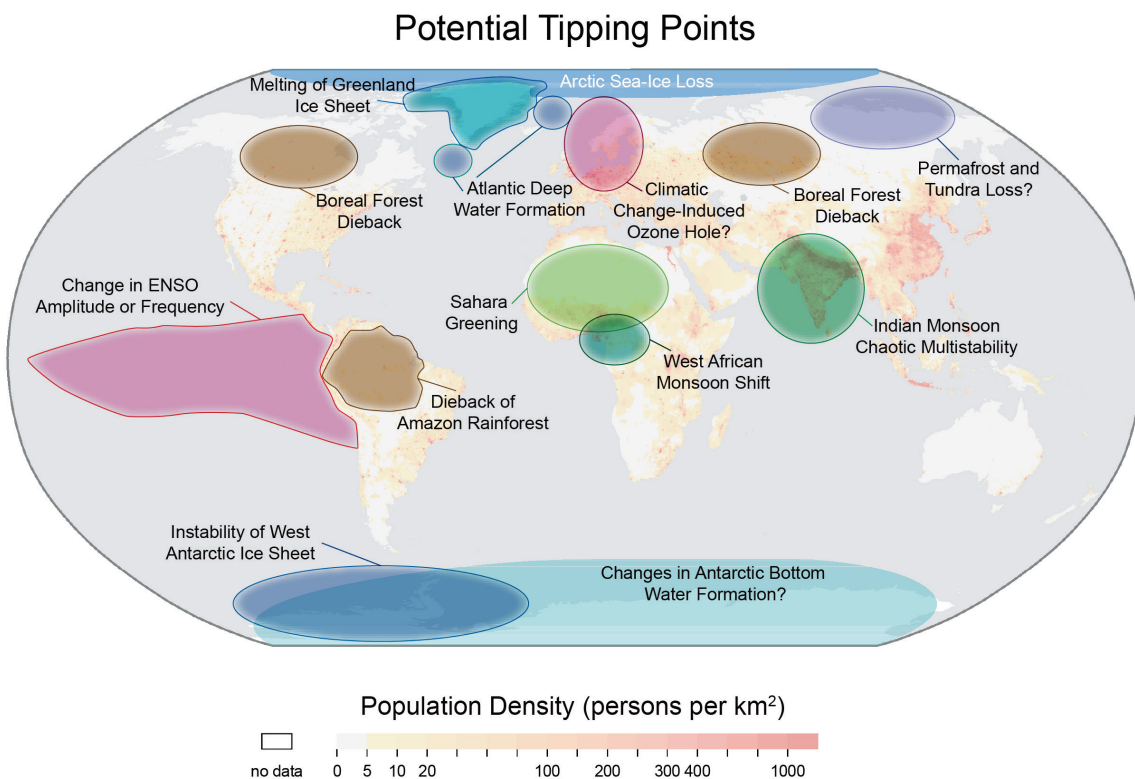 Potential Tipping Points
Arctic Sea-Ice Loss
Melting of Greenland
Ice Sheet
Boreal Forest
Dieback
Atlantic Deep
Water Formation
Climatic
Change-Induced
Ozone Hole?
Boreal Forest
Dieback
Permafrost and
Tundra Loss?
Change in ENSO
Amplitude or Frequency
Sahara
Greening
Indian Monsoon
Chaotic Multistability
West African
Monsoon Shift
Dieback of
Amazon Rainforest
Instability of West
Antarctic Ice Sheet
Changes in Antarctic Bottom
Water Formation?
Population Density (persons per km²)
no data 0 5 10 20 100 200 300 400 1000